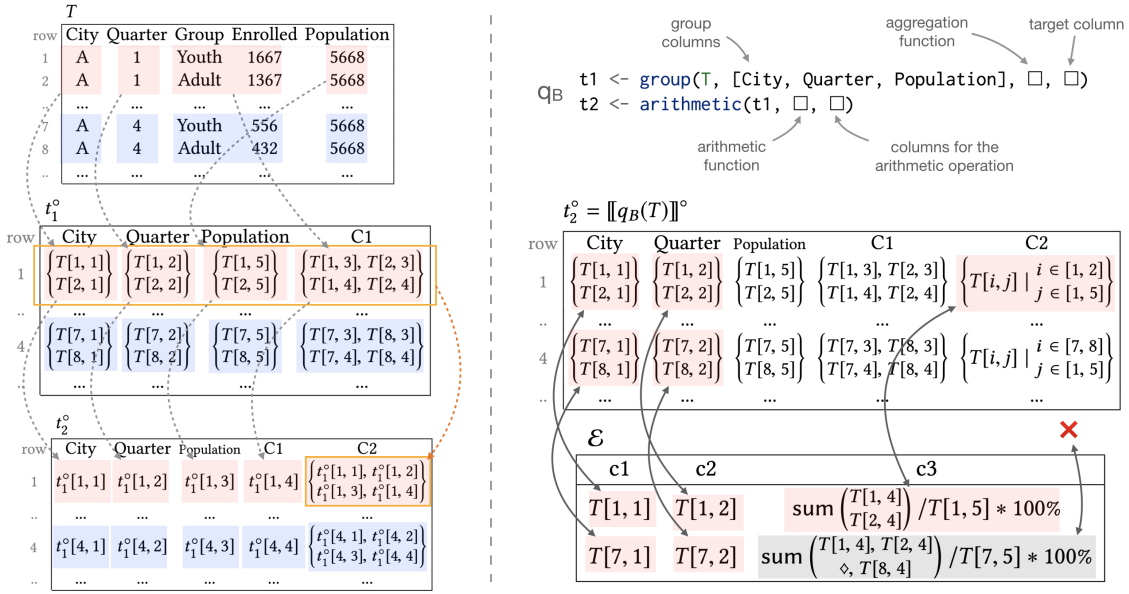 T
row City Quarter Group Enrolled Population
1 A 1 Youth 1667 5668
2 A 1 Adult 1367 5668
.. ... ... ... ... ...
7 A 4 Youth 556 5668
8 A 4 Adult 432 5668
.. ... ... ... ... ...
t₁°
row City Quarter Population C1
1 {T[1, 1] T[2, 1]} {T[1, 2] T[2, 2]} {T[1, 5] T[2, 5]} {T[1, 3], T[2, 3] T[1, 4], T[2, 4]}
.. ... ... ... ...
4 {T[7, 1] T[8, 1]} {T[7, 2] T[8, 2]} {T[7, 5] T[8, 5]} {T[7, 3], T[8, 3] T[7, 4], T[8, 4]}
.. ... ... ... ...
t₂°
row City Quarter Population C1 C2
1 t₁°[1, 1] t₁°[1, 2] t₁°[1, 3] t₁°[1, 4] {t₁°[1, 1], t₁°[1, 2] t₁°[1, 3], t₁°[1, 4]}
.. ... ... ... ... ...
4 t₁°[4, 1] t₁°[4, 2] t₁°[4, 3] t₁°[4, 4] {t₁°[4, 1], t₁°[4, 2] t₁°[4, 3], t₁°[4, 4]}
.. ... ... ... ... ...
group columns
aggregation function
target column
q_B
t1 <- group(T, [City, Quarter, Population], □, □)
t2 <- arithmetic(t1, □, □)
arithmetic function
columns for the arithmetic operation
t₂° = ⟦q_B(T)⟧°
row City Quarter Population C1 C2
1 {T[1, 1] T[2, 1]} {T[1, 2] T[2, 2]} {T[1, 5] T[2, 5]} {T[1, 3], T[2, 3] T[1, 4], T[2, 4]} {T[i, j] | i ∈ [1, 2] j ∈ [1, 5]}
.. ... ... ... ... ...
4 {T[7, 1] T[8, 1]} {T[7, 2] T[8, 2]} {T[7, 5] T[8, 5]} {T[7, 3], T[8, 3] T[7, 4], T[8, 4]} {T[i, j] | i ∈ [7, 8] j ∈ [1, 5]}
.. ... ... ... ... ...
ℰ
c1 c2 c3
T[1, 1] T[1, 2] sum (T[1, 4] T[2, 4]) /T[1, 5] * 100%
T[7, 1] T[7, 2] sum (T[1, 4], T[2, 4] ⋄, T[8, 4]) /T[7, 5] * 100%